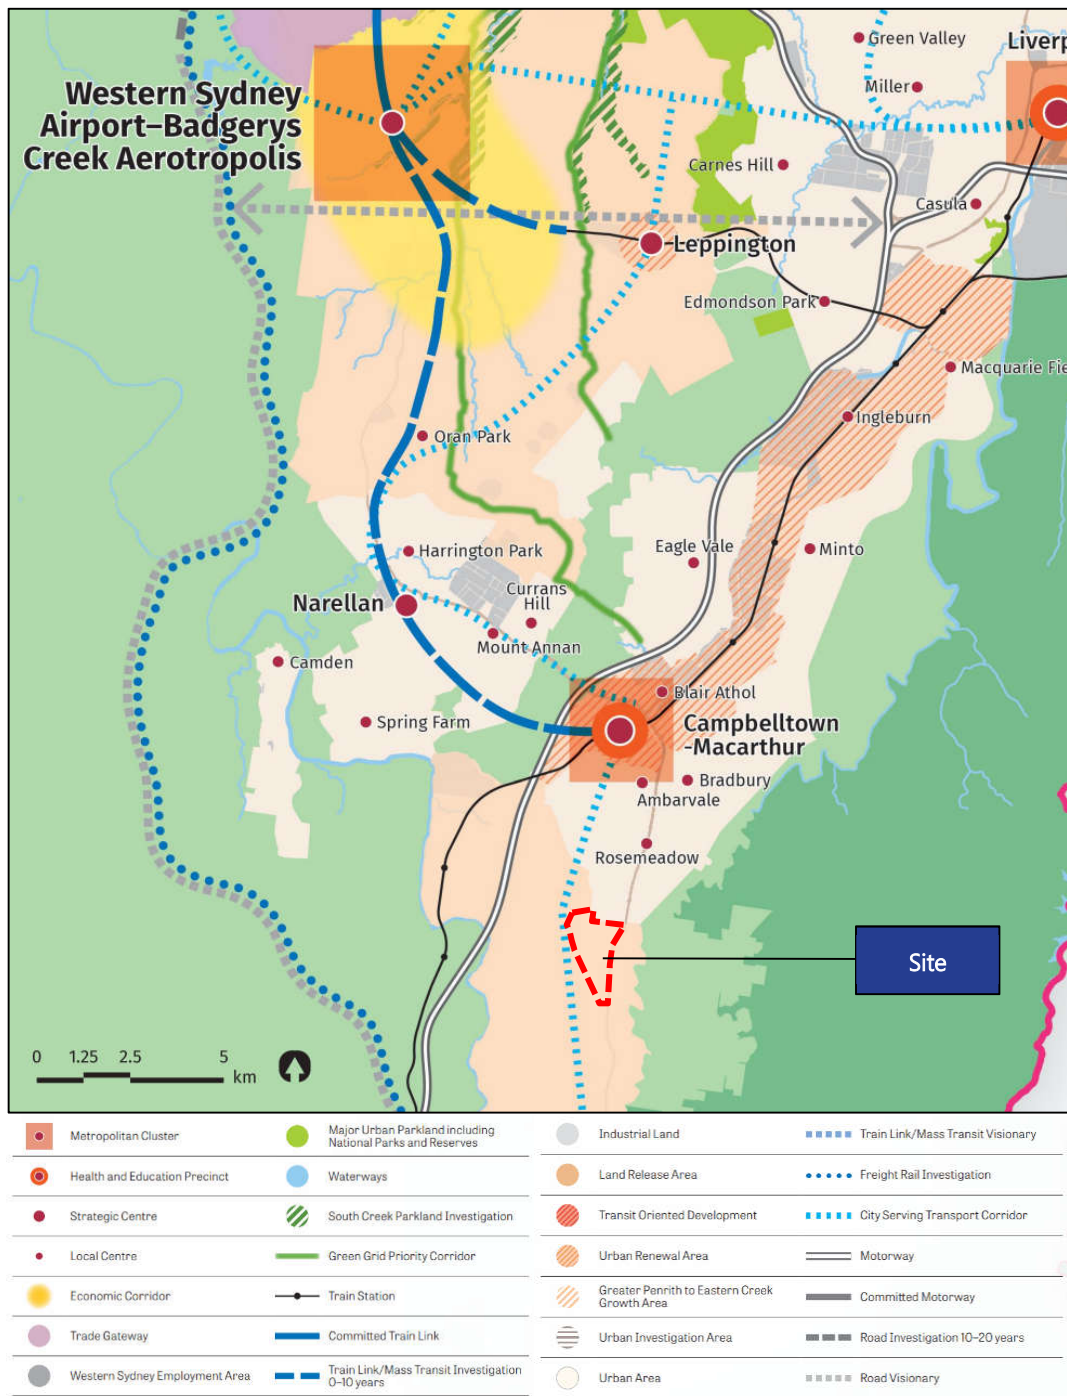 Green Valley
Liverp
Miller
Western Sydney
Airport–Badgerys
Creek Aerotropolis
Carnes Hill
Casula
Leppington
Edmondson Park
Macquarie Fie
Ingleburn
Oran Park
Eagle Vale
Minto
Harrington Park
Currans
Hill
Narellan
Mount Annan
Camden
Blair Athol
Spring Farm
Campbelltown
-Macarthur
Bradbury
Ambarvale
Rosemeadow
Site
0 1.25 2.5 5
km
Metropolitan Cluster
Health and Education Precinct
Strategic Centre
Local Centre
Economic Corridor
Trade Gateway
Western Sydney Employment Area
Major Urban Parkland including
National Parks and Reserves
Waterways
South Creek Parkland Investigation
Green Grid Priority Corridor
Train Station
Committed Train Link
Train Link/Mass Transit Investigation
0–10 years
Industrial Land
Land Release Area
Transit Oriented Development
Urban Renewal Area
Greater Penrith to Eastern Creek
Growth Area
Urban Investigation Area
Urban Area
Train Link/Mass Transit Visionary
Freight Rail Investigation
City Serving Transport Corridor
Motorway
Committed Motorway
Road Investigation 10–20 years
Road Visionary